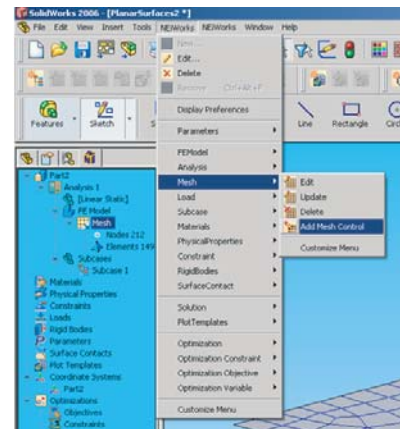 SolidWorks 2006 - [PlanarSurfaces2 *]
File Edit View Insert Tools NEiWorks NEiWorks Window Help
New...
Edit...
Delete
Display Preferences
Features
Sketch
Line
Rectangle
Parameters
FEModel
Analysis
Mesh
Load
Subcase
Materials
PhysicalProperties
Constraint
RigidBodies
SurfaceContact
Solution
PlotTemplates
Optimization
Optimization Constraint
Optimization Objective
Optimization Variable
Customize Menu
Edit
Update
Delete
Add Mesh Control
Customize Menu
Part2
Analysis 1
[Linear Static]
FE Model
Mesh
Nodes 212
Elements 149
Subcases
Subcase 1
Materials
Physical Properties
Constraints
Loads
Rigid Bodies
Parameters
Surface Contacts
Plot Templates
Coordinate Systems
Part2
Optimizations
Objectives
Constraints